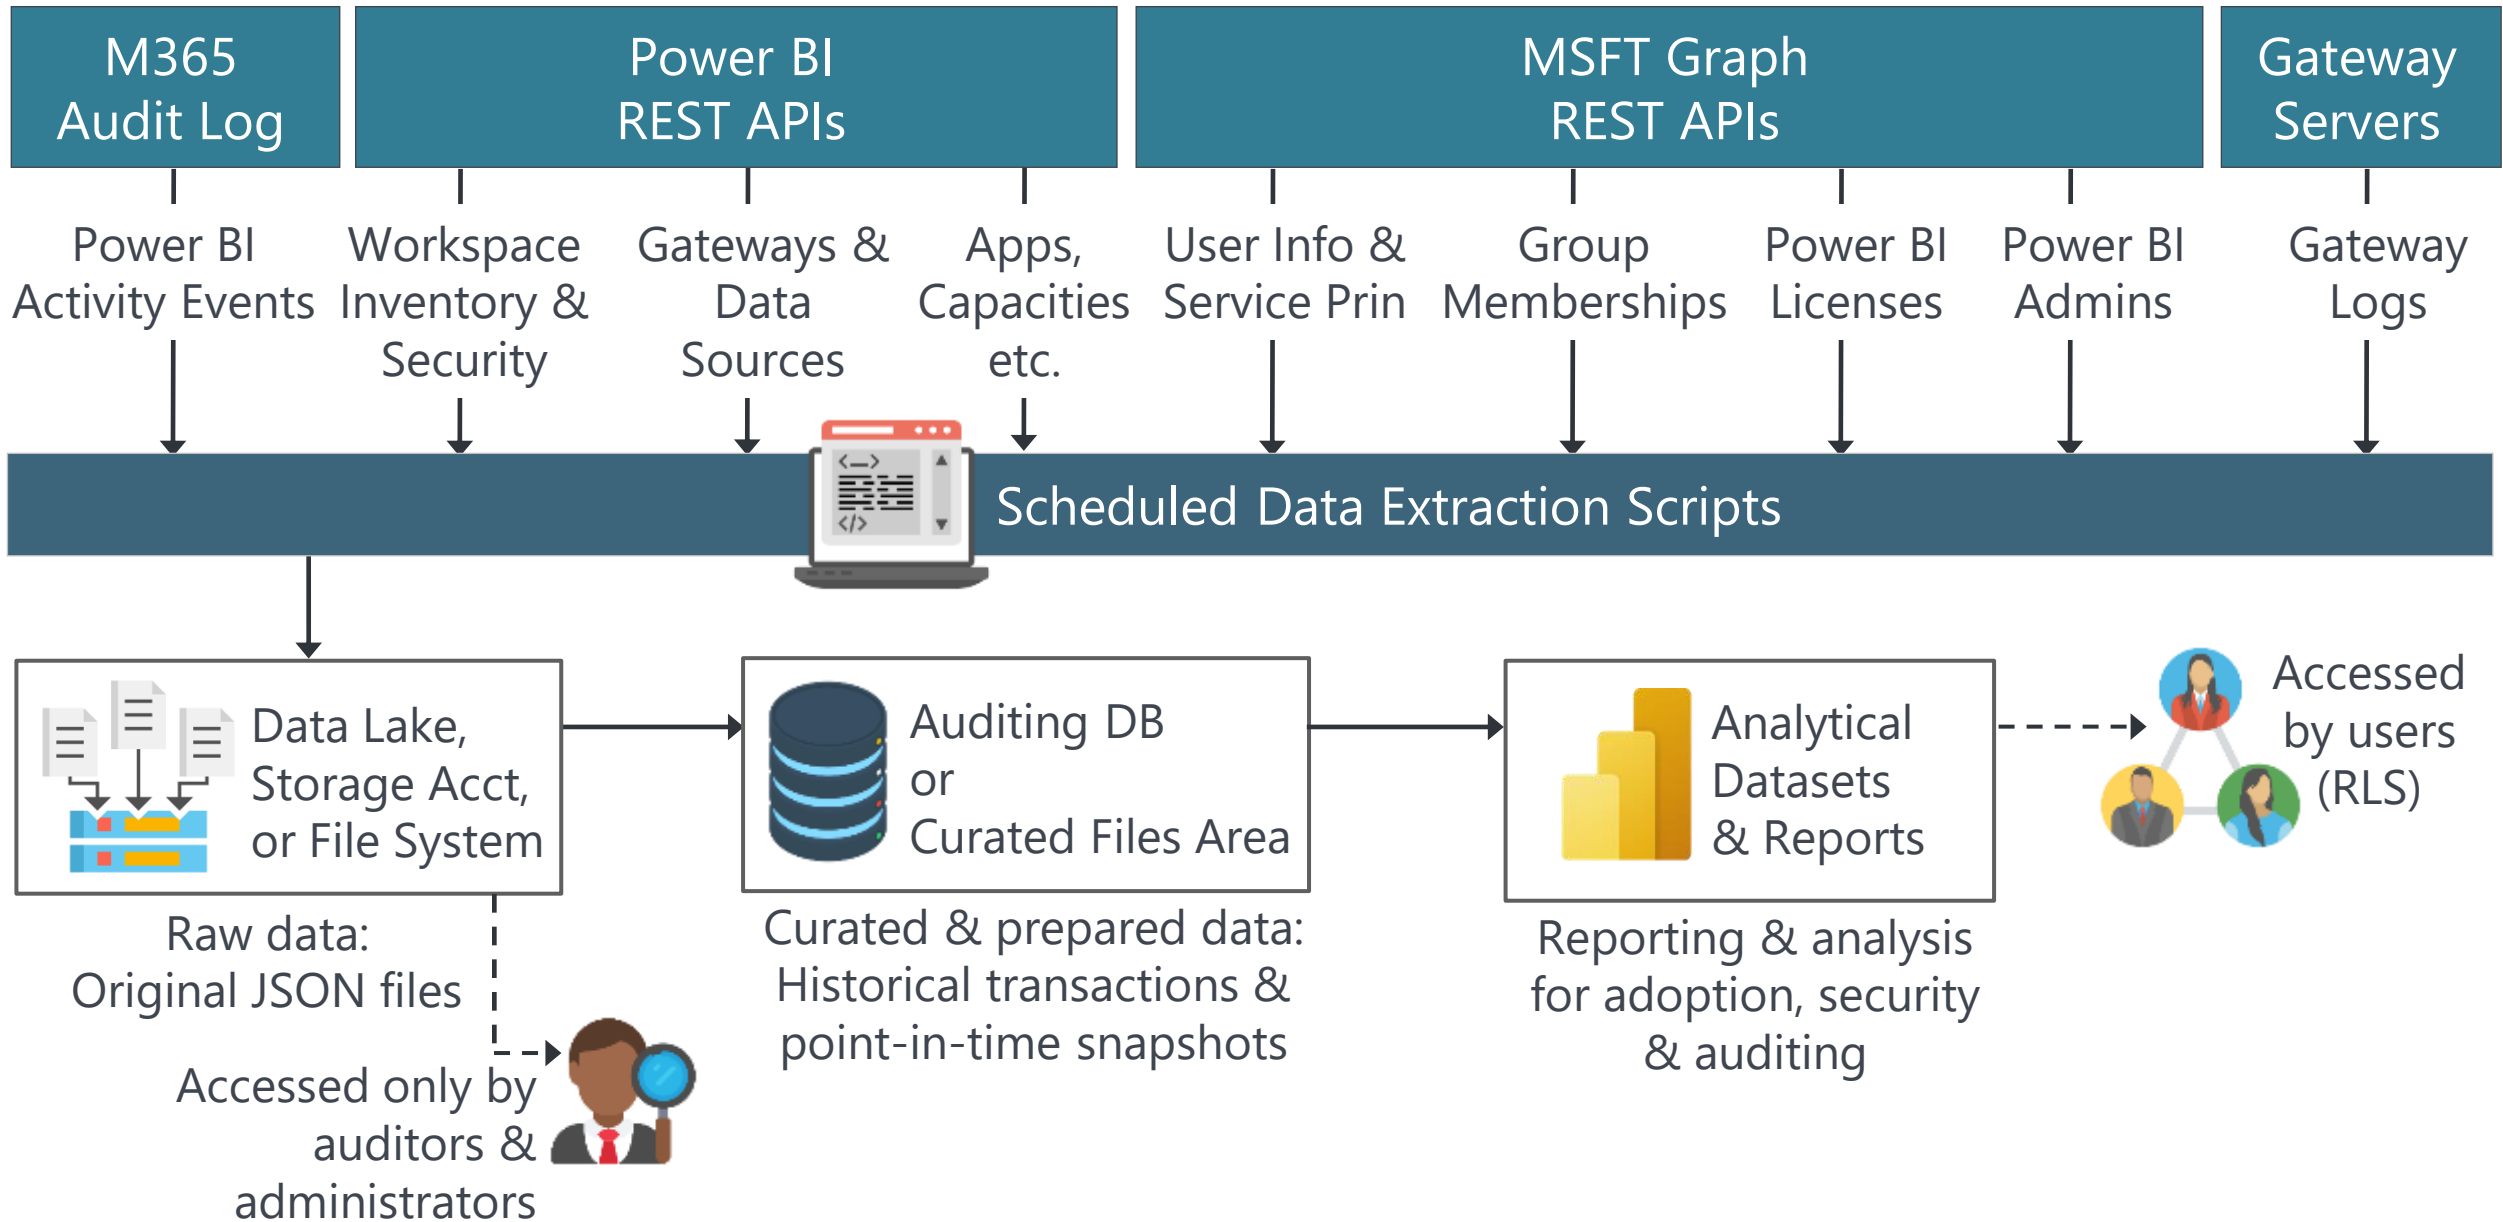 M365
Audit Log
Power BI
REST APIs
MSFT Graph
REST APIs
Gateway
Servers
Power BI
Activity Events
Workspace
Inventory &
Security
Gateways &
Data
Sources
Apps,
Capacities
etc.
User Info &
Service Prin
Group
Memberships
Power BI
Licenses
Power BI
Admins
Gateway
Logs
Scheduled Data Extraction Scripts
Data Lake,
Storage Acct,
or File System
Auditing DB
or
Curated Files Area
Analytical
Datasets
& Reports
Accessed
by users
(RLS)
Raw data:
Original JSON files
Curated & prepared data:
Historical transactions &
point-in-time snapshots
Reporting & analysis
for adoption, security
& auditing
Accessed only by
auditors &
administrators